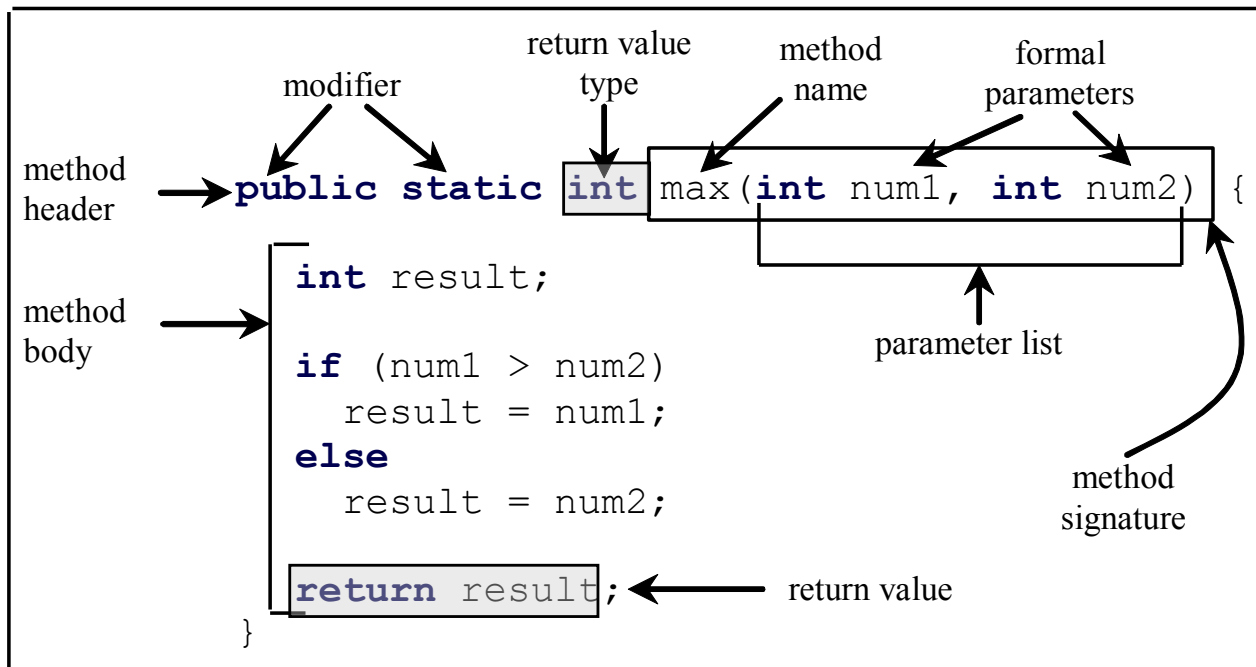 return value
type
method
name
formal
parameters
modifier
method
header
public static int max(int num1, int num2) {
int result;
method
body
parameter list
if (num1 > num2)
result = num1;
else
result = num2;
method
signature
return result;
return value
}